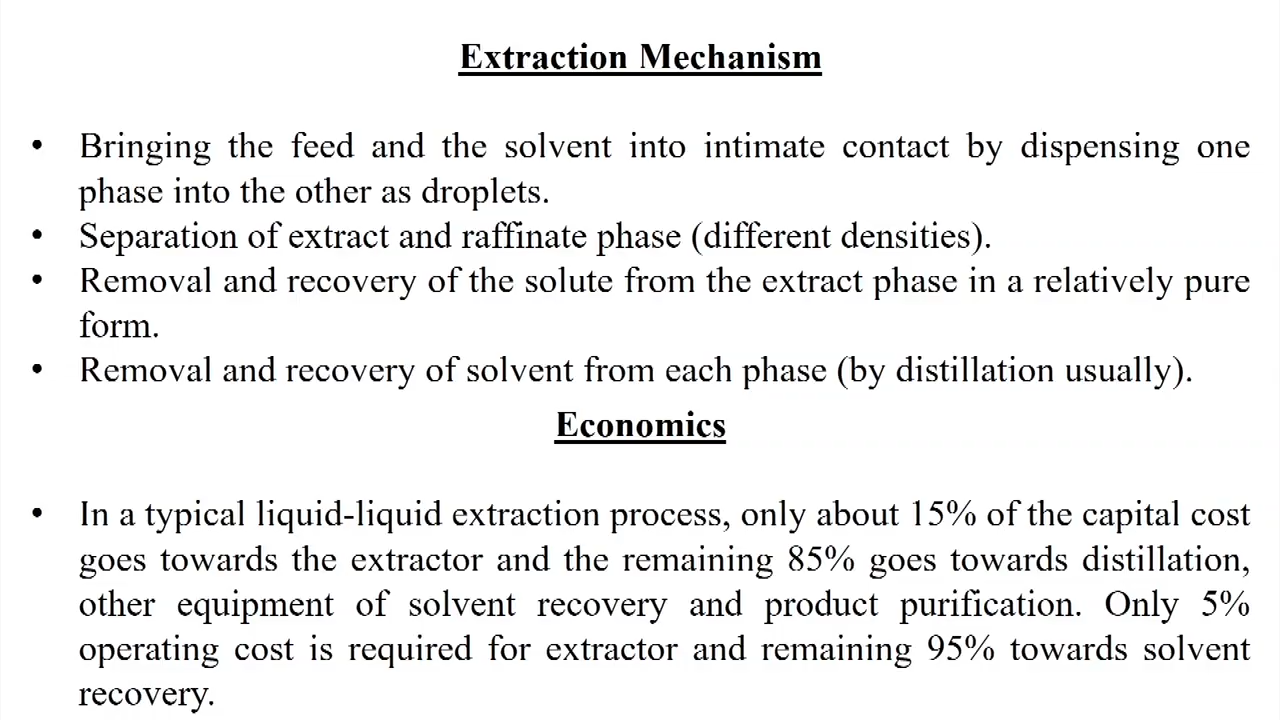 Extraction Mechanism
• Bringing the feed and the solvent into intimate contact by dispensing one
phase into the other as droplets.
• Separation of extract and raffinate phase (different densities).
• Removal and recovery of the solute from the extract phase in a relatively pure
form.
• Removal and recovery of solvent from each phase (by distillation usually).
Economics
• In a typical liquid-liquid extraction process, only about 15% of the capital cost
goes towards the extractor and the remaining 85% goes towards distillation,
other equipment of solvent recovery and product purification. Only 5%
operating cost is required for extractor and remaining 95% towards solvent
recovery.